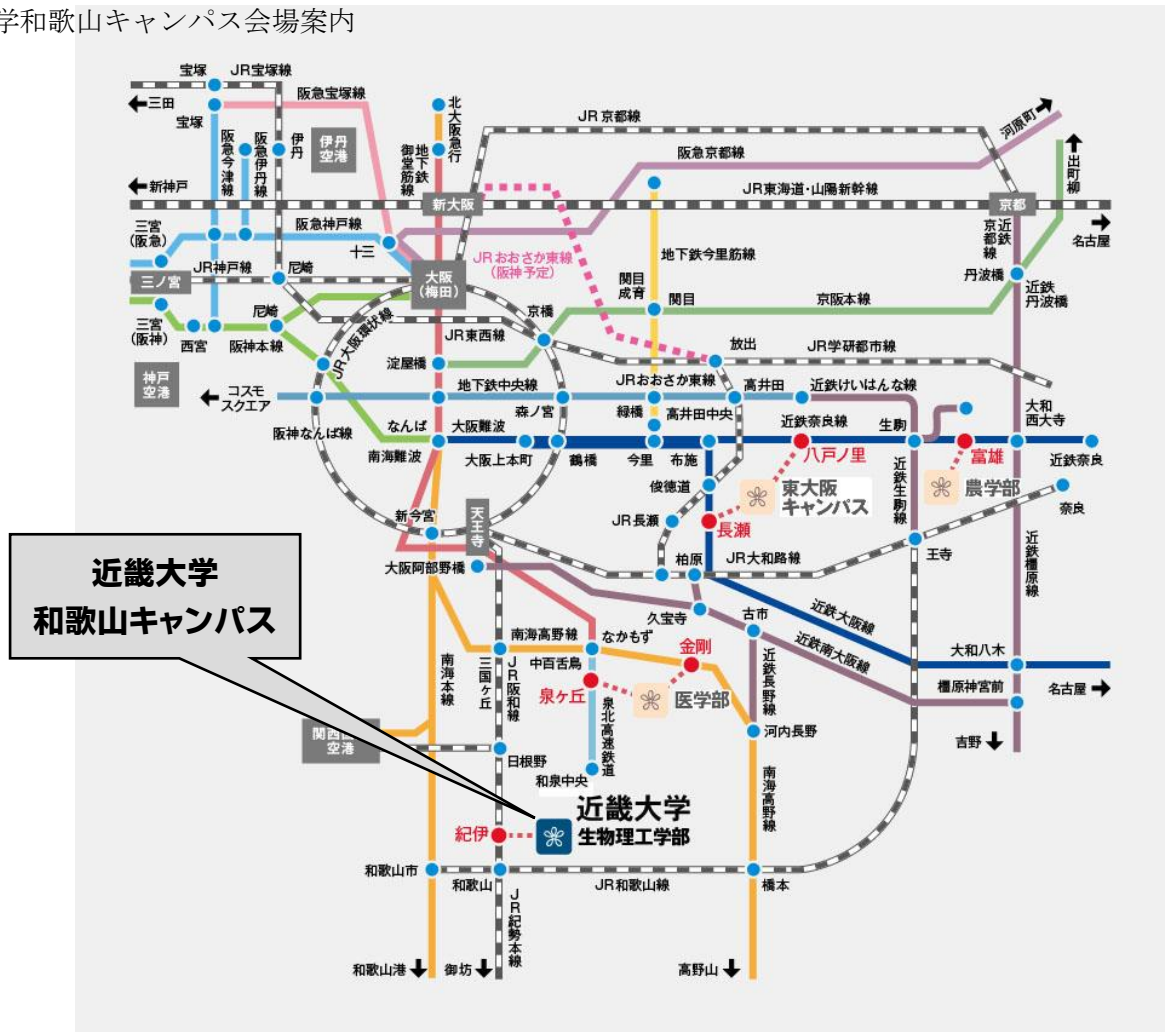 学和歌山キャンパス会場案内
宝塚
JR宝塚線
三田
阪急宝塚線
宝塚
阪急今津線
阪急伊丹線
伊丹
伊丹
空港
地下鉄
御堂筋線
北大阪急行
JR京都線
河原町
阪急京都線
出町柳
新神戸
新大阪
JR東海道・山陽新幹線
京都
三宮
(阪急)
阪急神戸線
十三
JRおおさか東線
(阪神予定)
地下鉄今里筋線
近鉄
京都線
名古屋
JR神戸線
尼崎
三ノ宮
大阪
(梅田)
関目
成育
関目
京阪本線
丹波橋
近鉄
丹波橋
三宮
(阪神)
西宮
尼崎
阪神本線
JR大阪環状線
JR東西線
京橋
放出
JR学研都市線
淀屋橋
神戸
空港
コスモ
スクエア
地下鉄中央線
森ノ宮
JRおおさか東線
緑橋
高井田
高井田中央
近鉄けいはんな線
大和
西大寺
阪神なんば線
なんば
南海難波
大阪難波
大阪上本町
鶴橋
今里
布施
近鉄奈良線
八戸ノ里
生駒
富雄
近鉄奈良
近鉄生駒線
俊徳道
東大阪
キャンパス
農学部
奈良
新今宮
天王寺
JR長瀬
長瀬
近鉄橿原線
近畿大学
和歌山キャンパス
大阪阿部野橋
柏原
JR大和路線
王寺
久宝寺
古市
近鉄大阪線
近鉄南大阪線
南海高野線
なかもず
中百舌鳥
金剛
近鉄長野線
大和八木
橿原神宮前
名古屋
南海本線
三国ヶ丘
JR阪和線
泉ヶ丘
医学部
泉北高速鉄道
河内長野
吉野
関西
空港
日根野
和泉中央
南海高野線
近畿大学
生物理工学部
紀伊
和歌山市
和歌山
JR和歌山線
橋本
JR紀勢本線
和歌山港
御坊
高野山